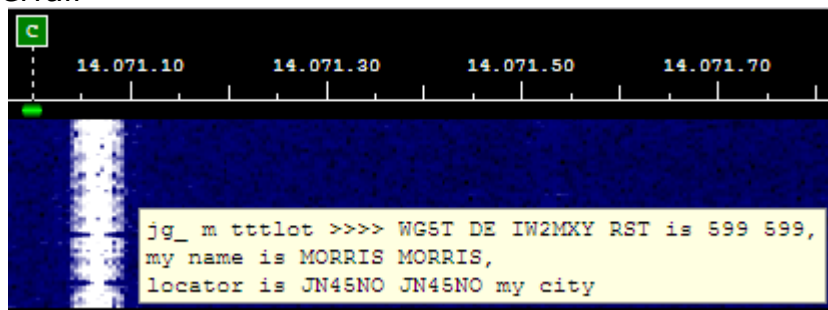 C
14.071.10 14.071.30 14.071.50 14.071.70
jg_ m tttlot >>>> WG5T DE IW2MXY RST is 599 599,
my name is MORRIS MORRIS,
locator is JN45NO JN45NO my city